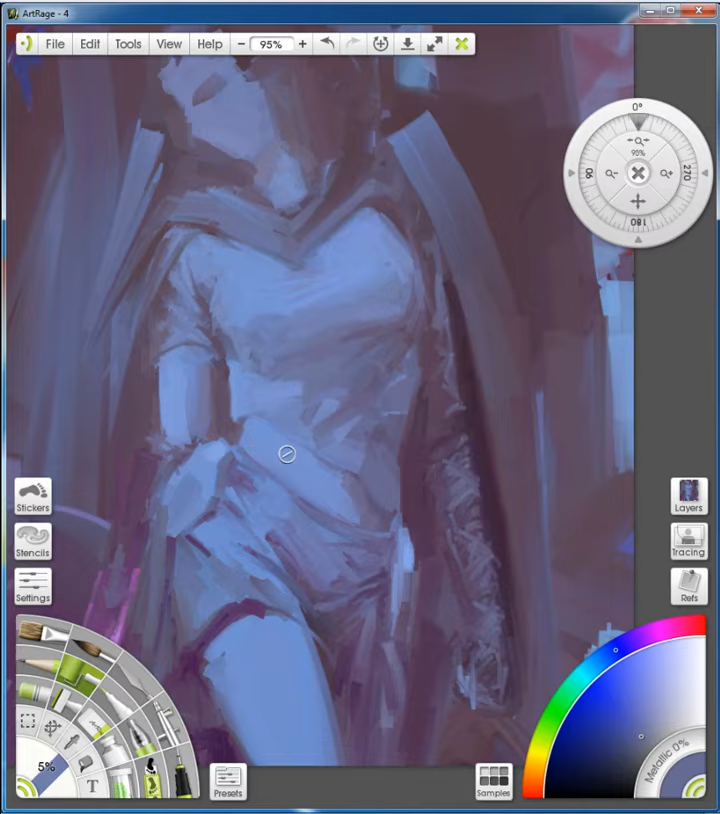 ArtRage - 4
File Edit Tools View Help 95%
0°
95%
90
270
180
Stickers
Stencils
Settings
Layers
Tracing
Refs
5%
T
Presets
Samples
Metallic 0%